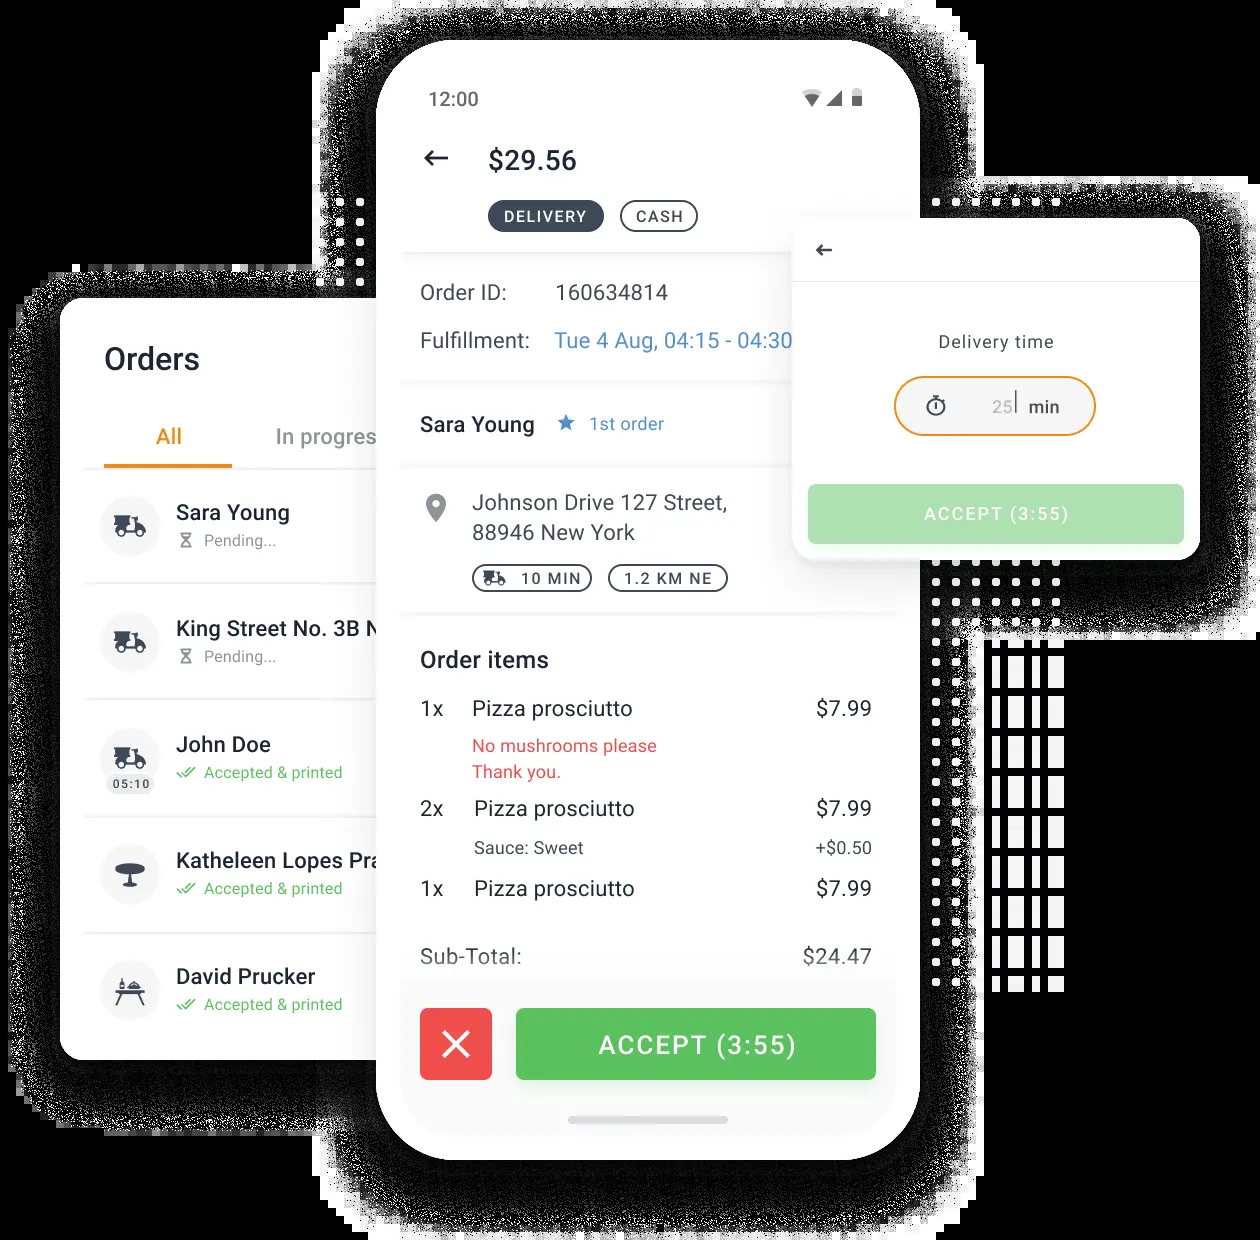 Orders
All
In progres
Sara Young
Pending...
King Street No. 3B N
Pending...
John Doe
05:10
Accepted & printed
Katheleen Lopes Pra
Accepted & printed
David Prucker
Accepted & printed
12:00
$29.56
DELIVERY CASH
Order ID: 160634814
Fulfillment: Tue 4 Aug, 04:15 - 04:30
Sara Young 1st order
Johnson Drive 127 Street,
88946 New York
10 MIN 1.2 KM NE
Order items
1x Pizza prosciutto $7.99
No mushrooms please
Thank you.
2x Pizza prosciutto $7.99
Sauce: Sweet +$0.50
1x Pizza prosciutto $7.99
Sub-Total: $24.47
ACCEPT (3:55)
Delivery time
25 min
ACCEPT (3:55)